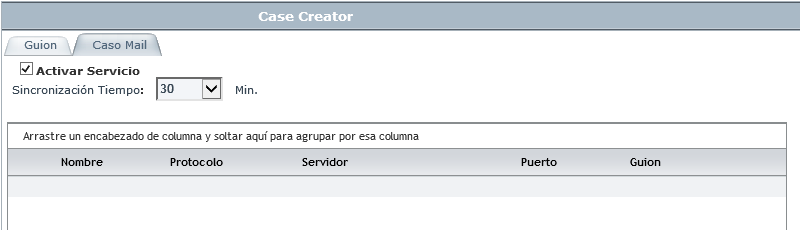 Case Creator
Guion Caso Mail
Activar Servicio
Sincronización Tiempo: 30 Min.
Arrastre un encabezado de columna y soltar aquí para agrupar por esa columna
Nombre Protocolo Servidor Puerto Guion